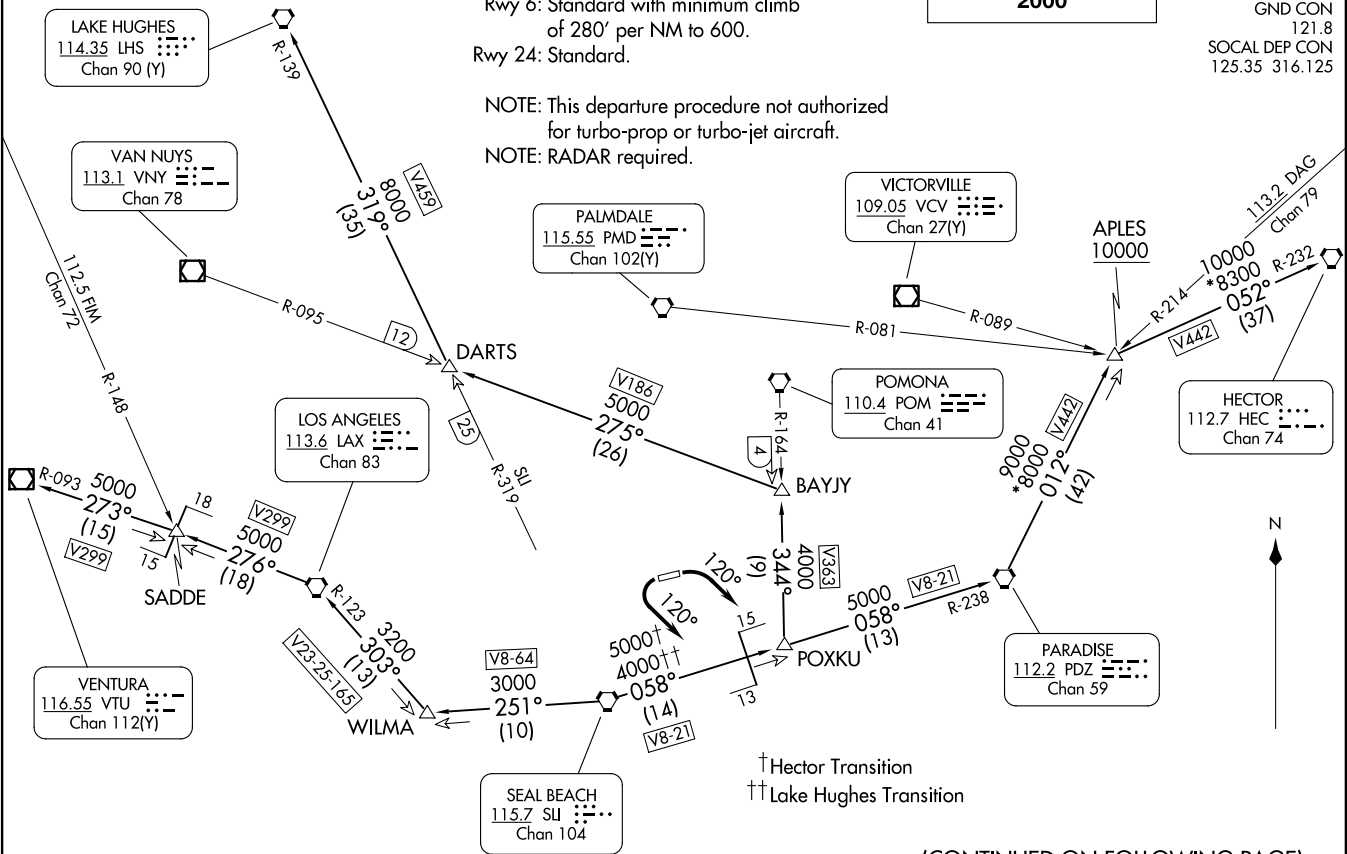 Rwy 6: Standard with minimum climb
of 280' per NM to 600.
Rwy 24: Standard.
NOTE: This departure procedure not authorized
for turbo-prop or turbo-jet aircraft.
NOTE: RADAR required.
2000
GND CON
121.8
SOCAL DEP CON
125.35 316.125
LAKE HUGHES
114.35 LHS
Chan 90 (Y)
R-139
V459
8000
319°
(35)
VAN NUYS
113.1 VNY
Chan 78
R-095
12
DARTS
25
SLI
R-319
112.5 FIM
Chan 72
R-148
PALMDALE
115.55 PMD
Chan 102(Y)
R-081
VICTORVILLE
109.05 VCV
Chan 27(Y)
R-089
APLES
10000
113.2 DAG
Chan 79
R-214
10000
*8300
052°
(37)
R-232
V442
HECTOR
112.7 HEC
Chan 74
V186
5000
275°
(26)
POMONA
110.4 POM
Chan 41
R-164
4
BAYJY
V442
9000
*8000
012°
(42)
LOS ANGELES
113.6 LAX
Chan 83
R-093
5000
273°
(15)
V299
18
15
SADDE
V299
5000
276°
(18)
R-123
3200
303°
(13)
V23-25-165
WILMA
VENTURA
116.55 VTU
Chan 112(Y)
V8-64
3000
251°
(10)
120°
120°
5000†
4000††
058°
(14)
V8-21
15
13
V363
4000
344°
(9)
POXKU
5000
058°
(13)
V8-21
R-238
PARADISE
112.2 PDZ
Chan 59
N
SEAL BEACH
115.7 SLI
Chan 104
†Hector Transition
††Lake Hughes Transition
(CONTINUED ON FOLLOWING PAGE)